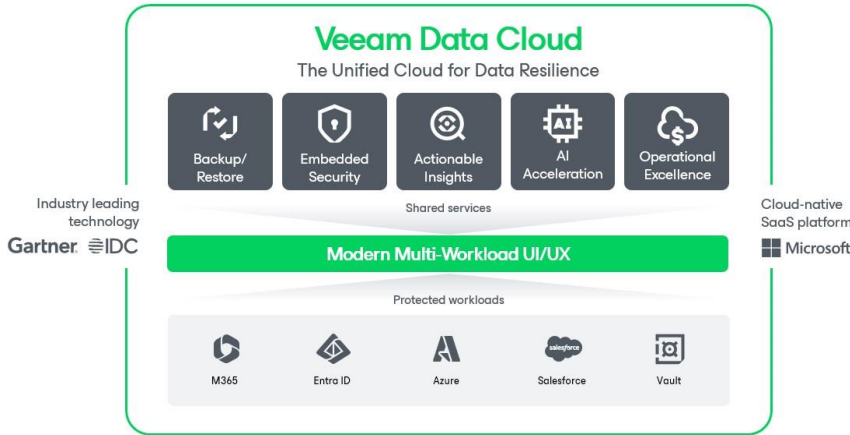 Veeam Data Cloud
The Unified Cloud for Data Resilience
Backup/
Restore
Embedded
Security
Actionable
Insights
AI
AI
Acceleration
$
Operational
Excellence
Industry leading
technology
Gartner IDC
Shared services
Cloud-native
SaaS platform
Microsoft
Modern Multi-Workload UI/UX
Protected workloads
salesforce
M365
Entra ID
Azure
Salesforce
Vault